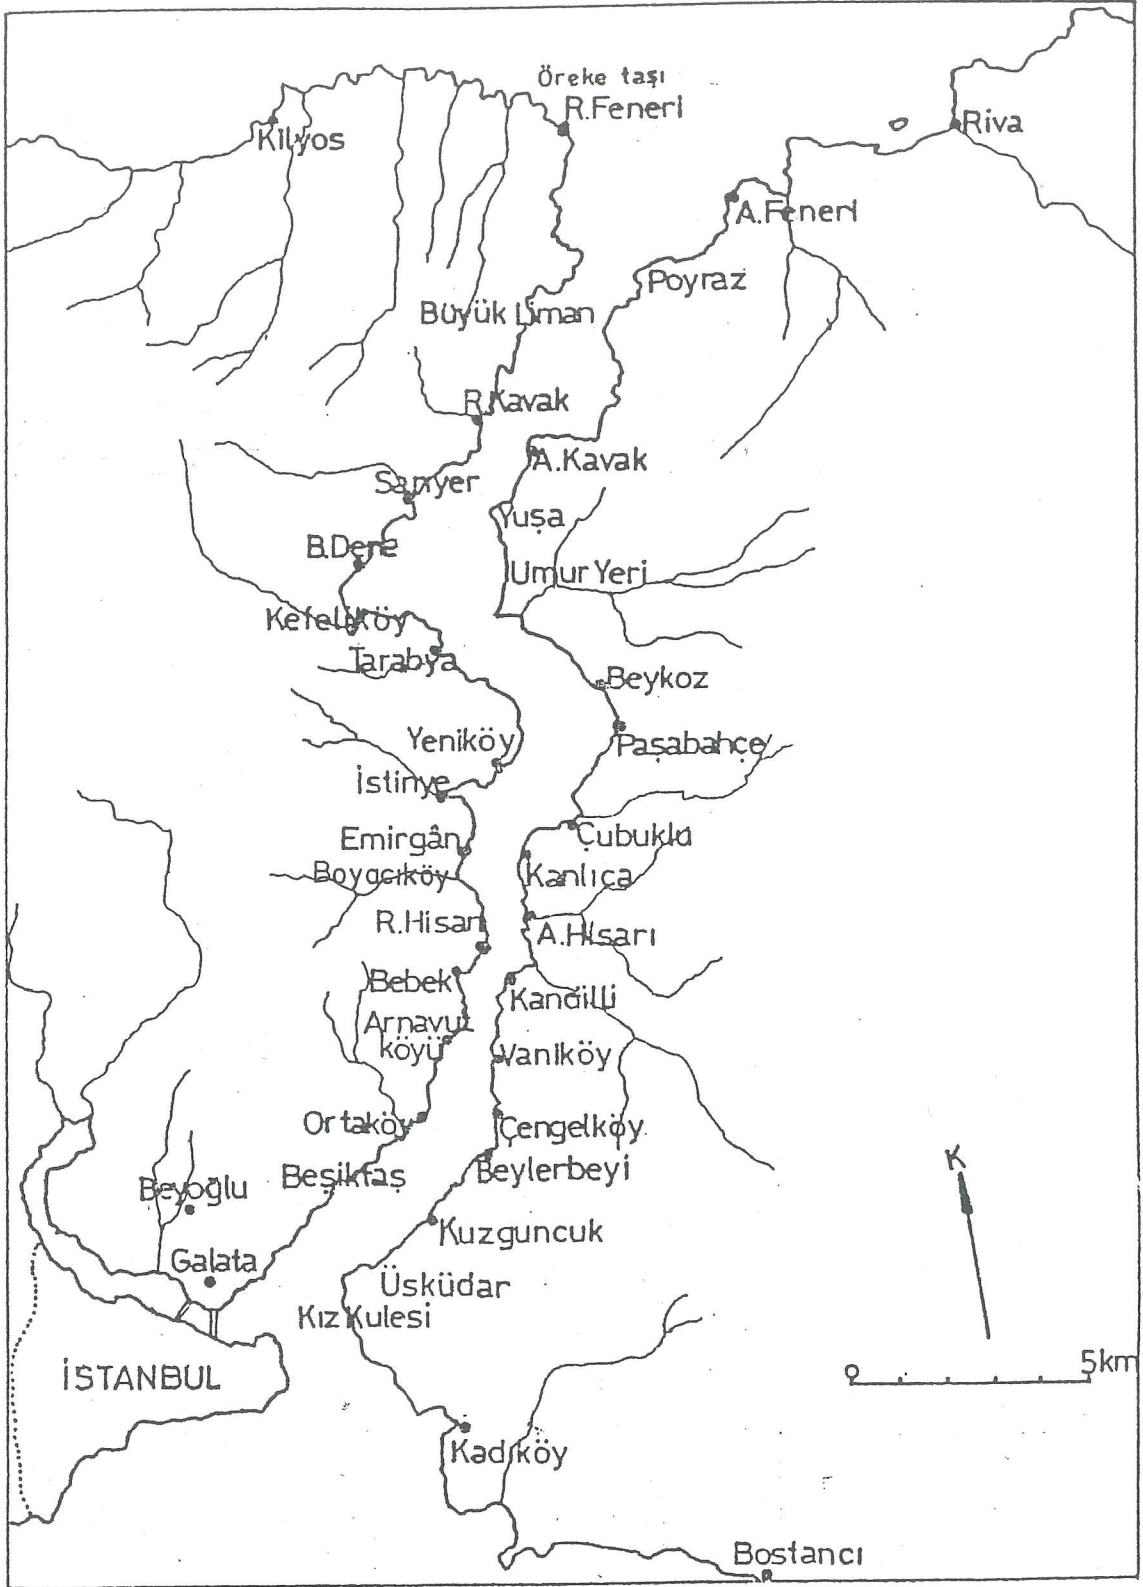 Öreke taşı
R.Feneri
Kilyos
Riva
A.Feneri
Poyraz
Büyük Liman
R.Kavak
A.Kavak
Sarıyer
Yuşa
B.Dere
Umur Yeri
Kefeliköy
Tarabya
Beykoz
Yeniköy
Paşabahçe
İstinye
Emirgân
Çubuklu
Boyacıköy
Kanlıca
R.Hisarı
A.Hisarı
Bebek
Kandilli
Arnavut
köyü
Vaniköy
Ortaköy
Çengelköy
Beşiktaş
Beylerbeyi
K
Beyoğlu
Kuzguncuk
Galata
Üsküdar
Kız Kulesi
İSTANBUL
0
5km
Kadıköy
Bostancı